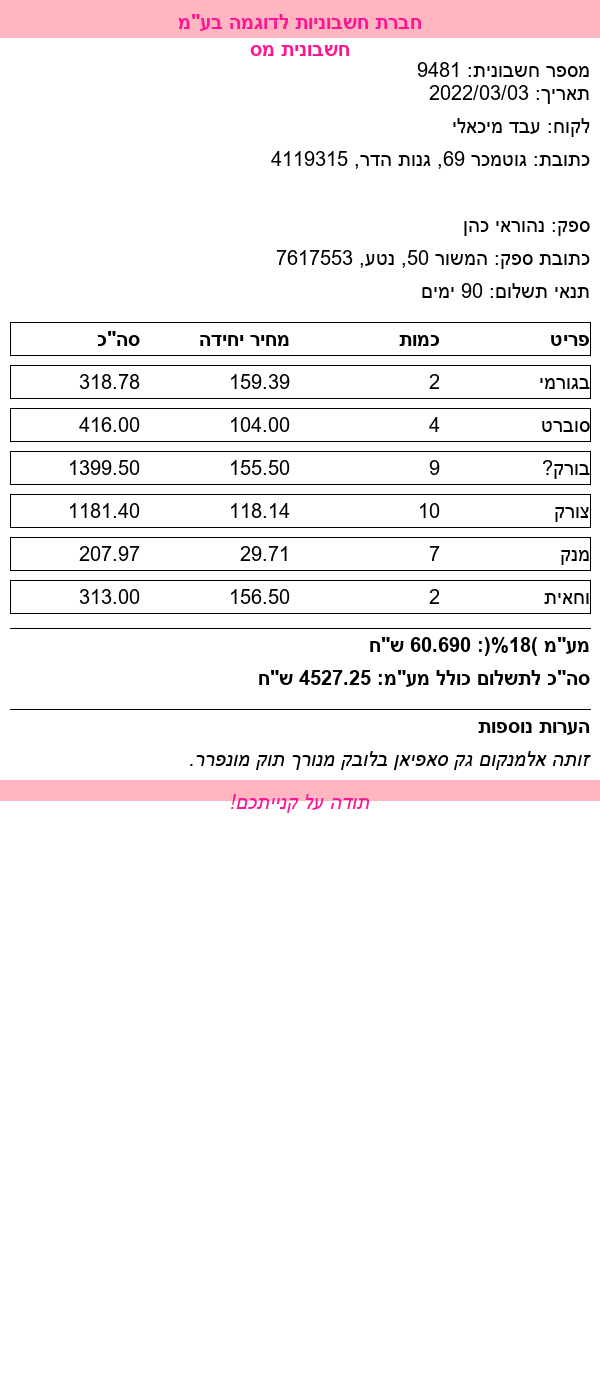 חברת חשבוניות לדוגמה בע"מ
חשבונית מס
מספר חשבונית: 9481
תאריך: 2022/03/03
לקוח: עבד מיכאלי
כתובת: גוטמכר 69, גנות הדר, 4119315
ספק: נהוראי כהן
כתובת ספק: המשור 50, נטע, 7617553
תנאי תשלום: 90 ימים
פריט כמות מחיר יחידה סה"כ
בגורמי 2 159.39 318.78
סוברט 4 104.00 416.00
בורק? 9 155.50 1399.50
צורק 10 118.14 1181.40
מנק 7 29.71 207.97
וחאית 2 156.50 313.00
מע"מ )18%(: 60.690 ש"ח
סה"כ לתשלום כולל מע"מ: 4527.25 ש"ח
הערות נוספות
זותה אלמנקום גק סאפיאן בלובק מנורך תוק מונפרר.
תודה על קנייתכם!